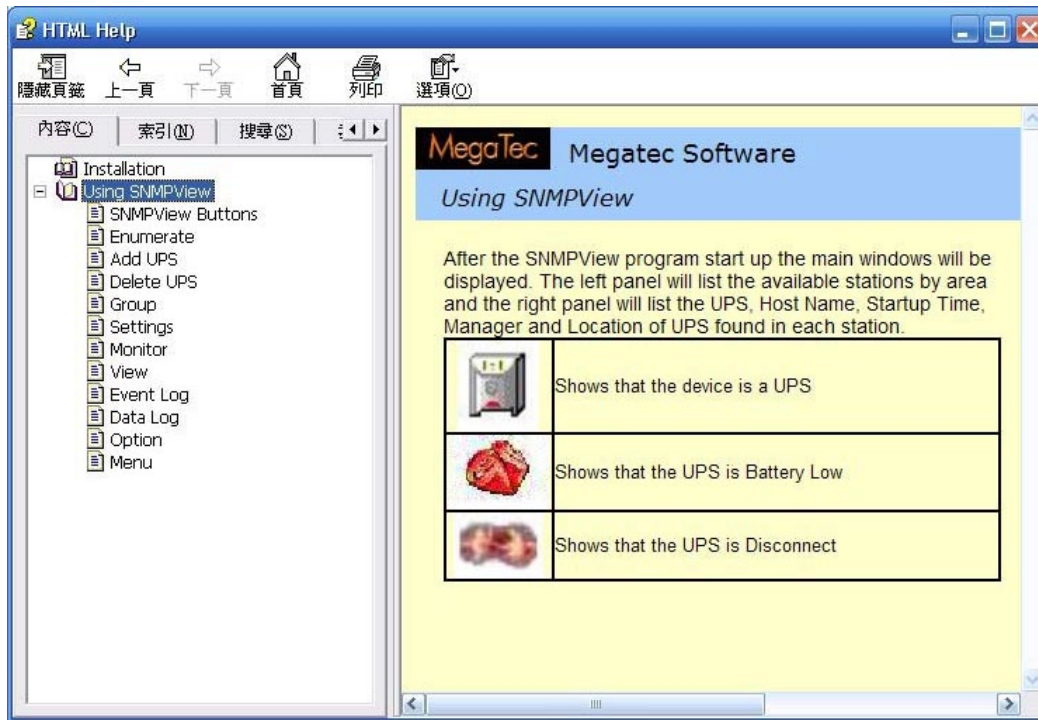 HTML Help
隱藏頁籤 上一頁 下一頁 首頁 列印 選項(O)
內容(C) 索引(N) 搜尋(S)
Installation
Using SNMPView
SNMPView Buttons
Enumerate
Add UPS
Delete UPS
Group
Settings
Monitor
View
Event Log
Data Log
Option
Menu
MegaTec Megatec Software
Using SNMPView
After the SNMPView program start up the main windows will be
displayed. The left panel will list the available stations by area
and the right panel will list the UPS, Host Name, Startup Time,
Manager and Location of UPS found in each station.
Shows that the device is a UPS
Shows that the UPS is Battery Low
Shows that the UPS is Disconnect